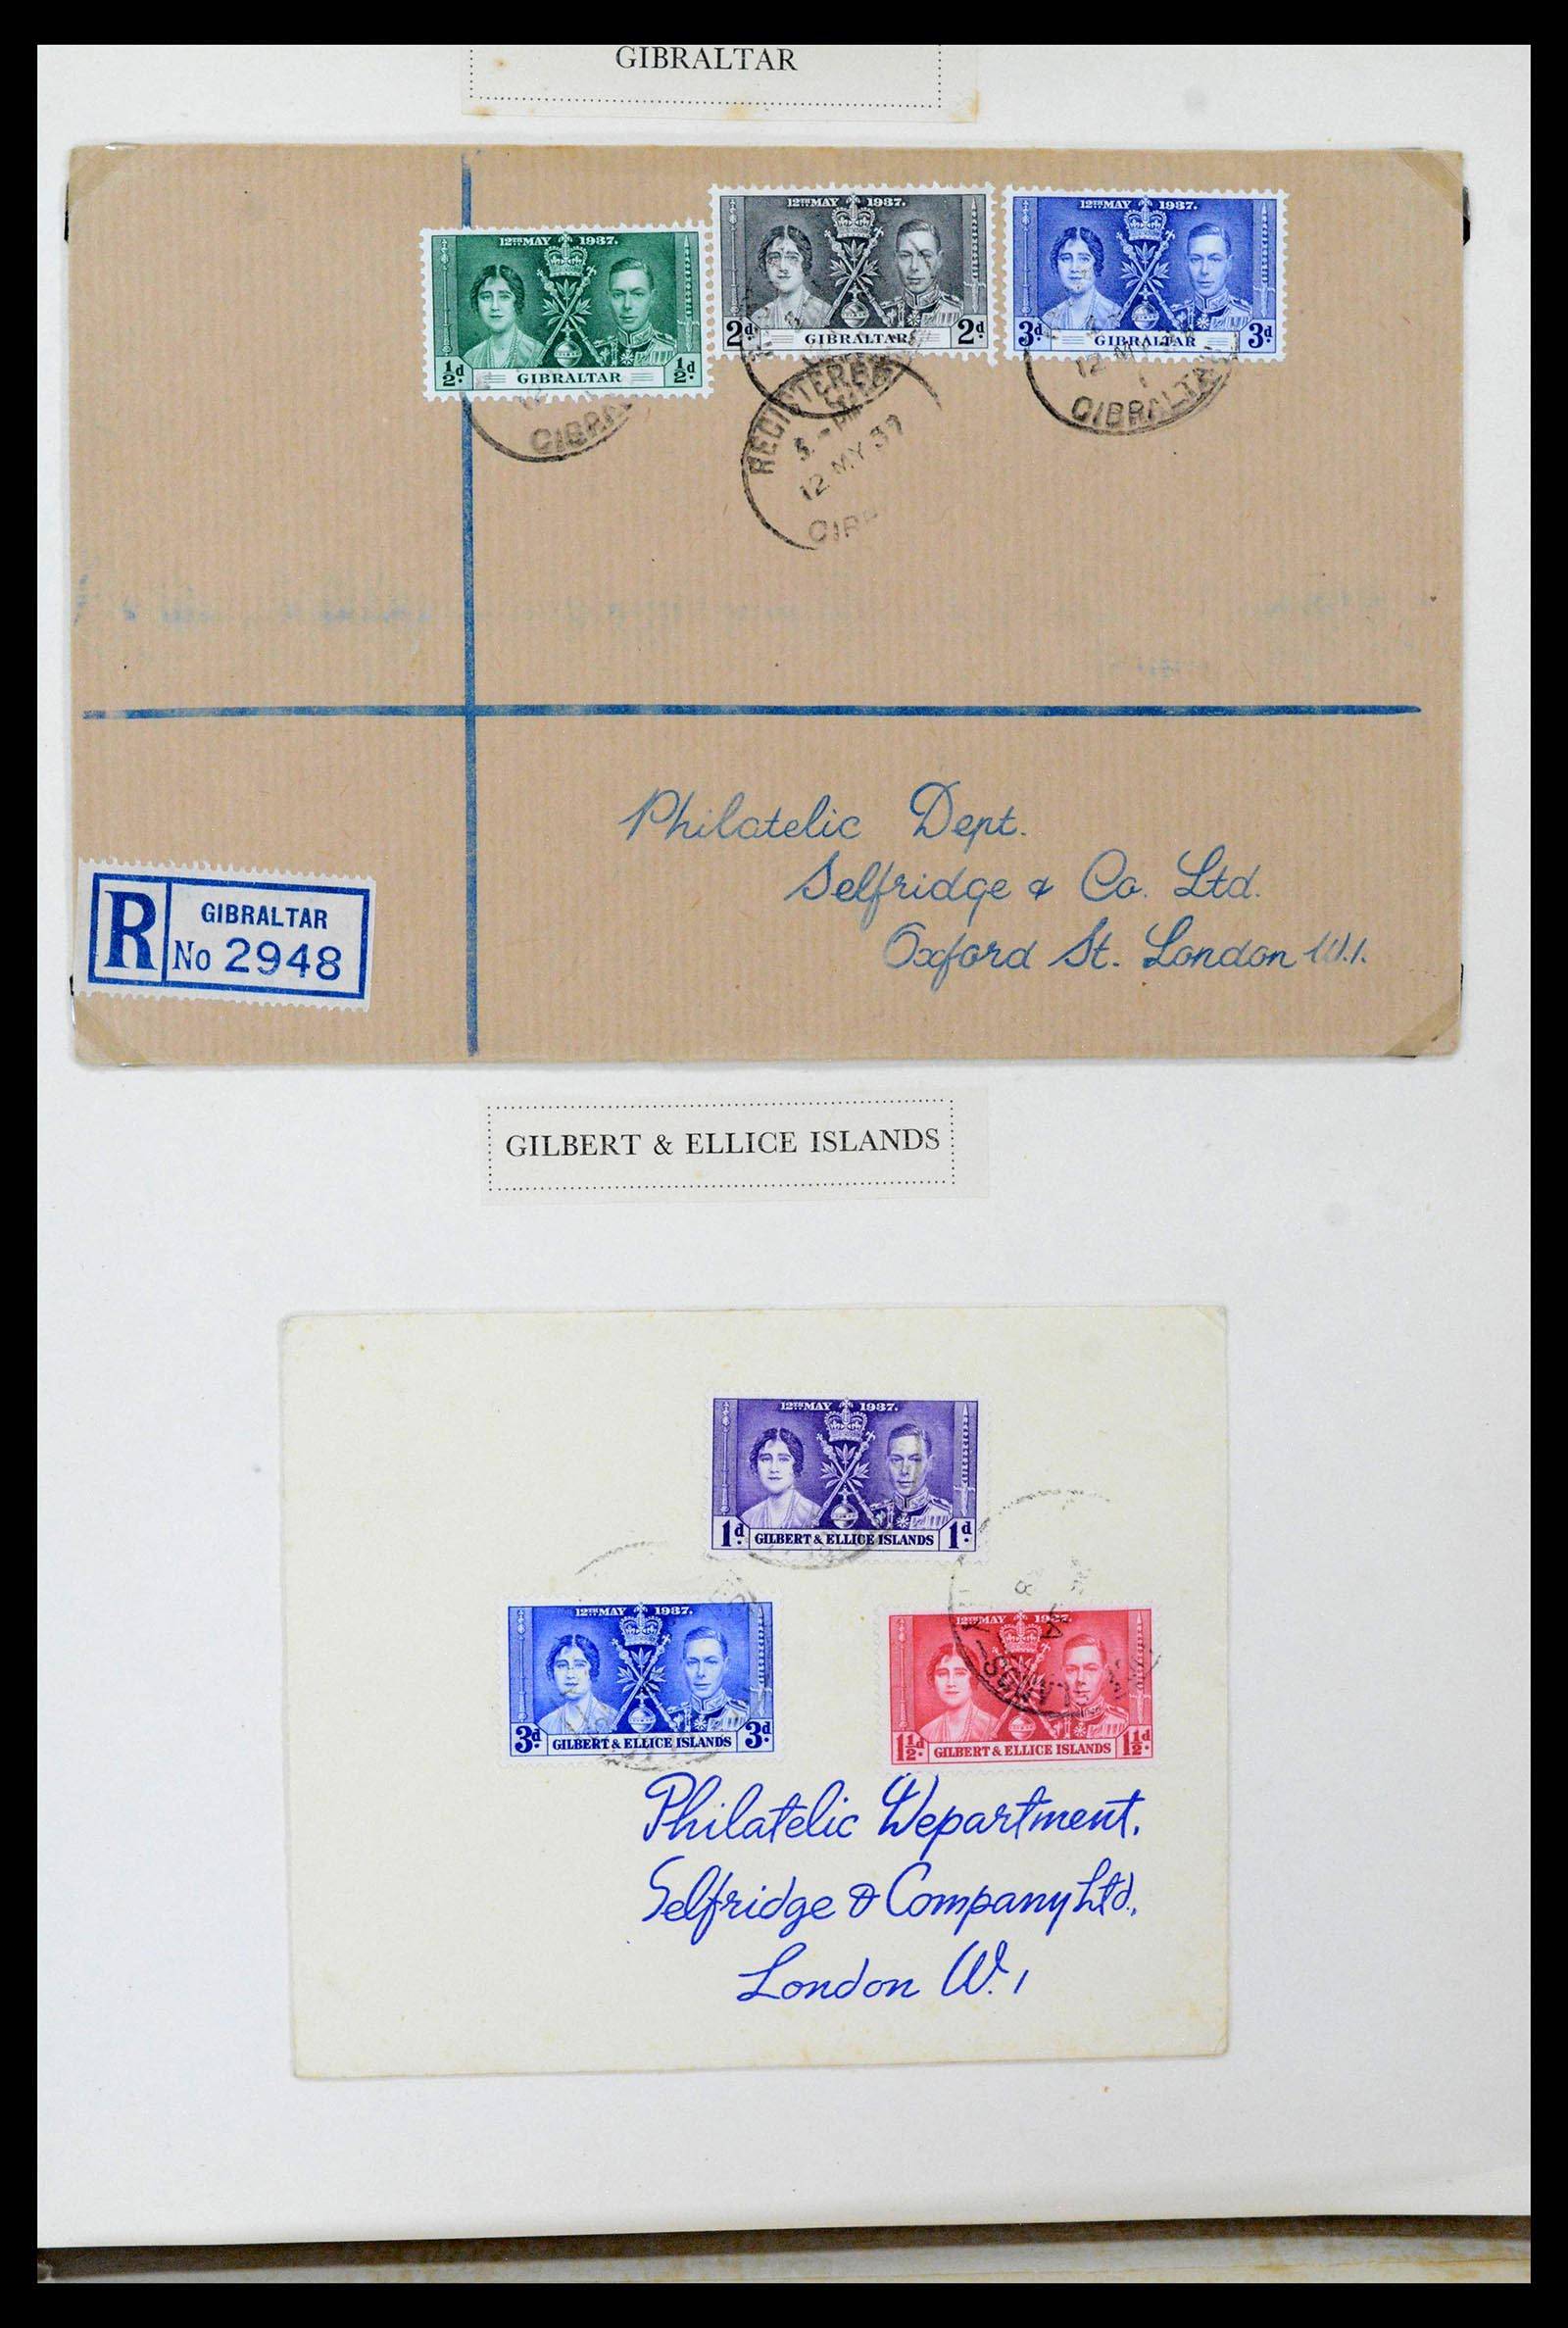 GIBRALTAR
12TH MAY 1937.
½d. GIBRALTAR ½d.
12TH MAY 1937.
2d. GIBRALTAR 2d.
12TH MAY 1937.
3d. GIBRALTAR 3d.
REGISTERED
12 MY 37
GIBRALTAR
Philatelic Dept.
Selfridge & Co. Ltd.
Oxford St. London W.1.
R GIBRALTAR
No 2948
GILBERT & ELLICE ISLANDS
12TH MAY 1937.
1d. GILBERT & ELLICE ISLANDS 1d.
12TH MAY 1937.
3d. GILBERT & ELLICE ISLANDS 3d.
12TH MAY 1937.
1½d. GILBERT & ELLICE ISLANDS 1½d.
Philatelic Department.
Selfridge & Company Ltd.,
London W.1